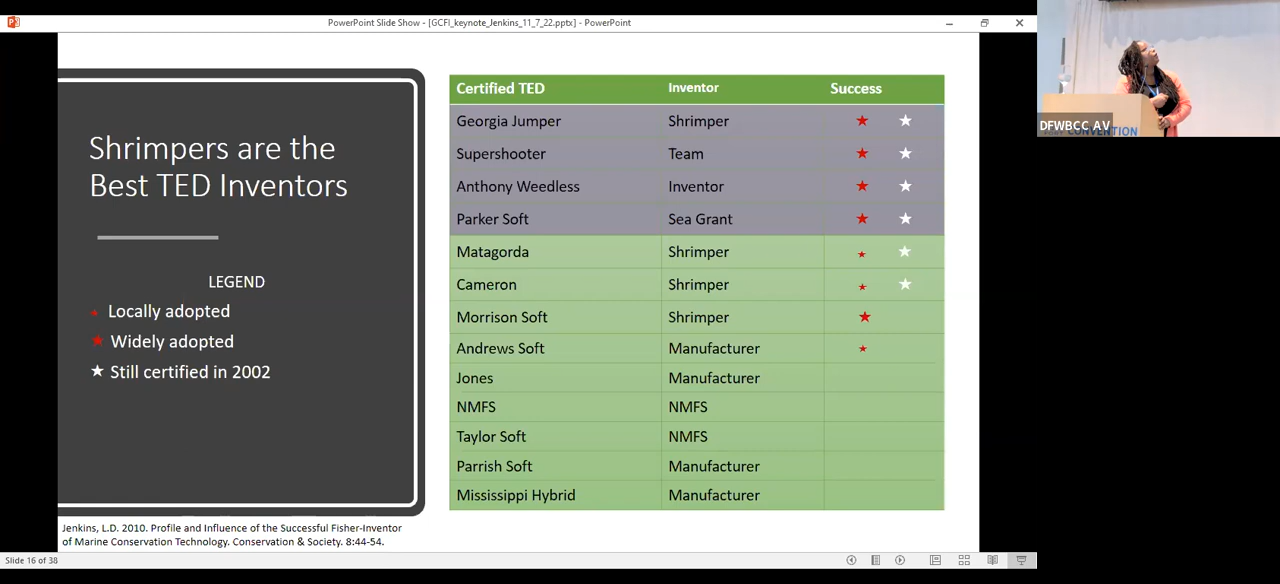 PowerPoint Slide Show - [GCFI_keynote_Jenkins_11_7_22.pptx] - PowerPoint
Shrimpers are the
Best TED Inventors
LEGEND
Locally adopted
Widely adopted
Still certified in 2002
Certified TED Inventor Success
Georgia Jumper Shrimper
Supershooter Team
Anthony Weedless Inventor
Parker Soft Sea Grant
Matagorda Shrimper
Cameron Shrimper
Morrison Soft Shrimper
Andrews Soft Manufacturer
Jones Manufacturer
NMFS NMFS
Taylor Soft NMFS
Parrish Soft Manufacturer
Mississippi Hybrid Manufacturer
Jenkins, L.D. 2010. Profile and Influence of the Successful Fisher-Inventor
of Marine Conservation Technology. Conservation & Society. 8:44-54.
Slide 16 of 38
DFWBCC AV
CONVENTION